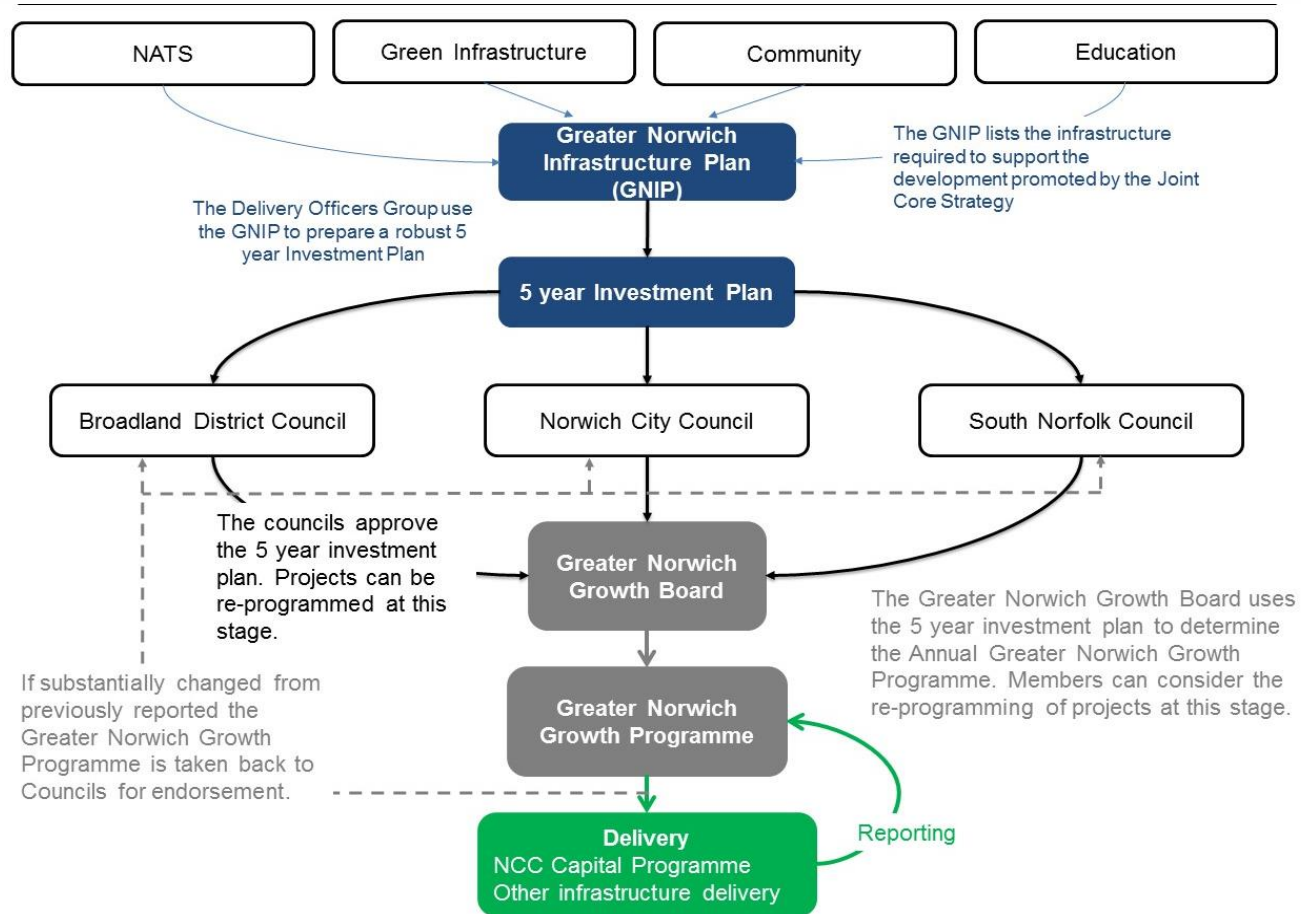 NATS
Green Infrastructure
Community
Education
Greater Norwich
Infrastructure Plan
(GNIP)
The GNIP lists the infrastructure
required to support the
development promoted by the Joint
Core Strategy
The Delivery Officers Group use
the GNIP to prepare a robust 5
year Investment Plan
5 year Investment Plan
Broadland District Council
Norwich City Council
South Norfolk Council
The councils approve
the 5 year investment
plan. Projects can be
re-programmed at this
stage.
Greater Norwich
Growth Board
The Greater Norwich Growth Board uses
the 5 year investment plan to determine
the Annual Greater Norwich Growth
Programme. Members can consider the
re-programming of projects at this stage.
If substantially changed from
previously reported the
Greater Norwich Growth
Programme is taken back to
Councils for endorsement.
Greater Norwich
Growth Programme
Delivery
NCC Capital Programme
Other infrastructure delivery
Reporting